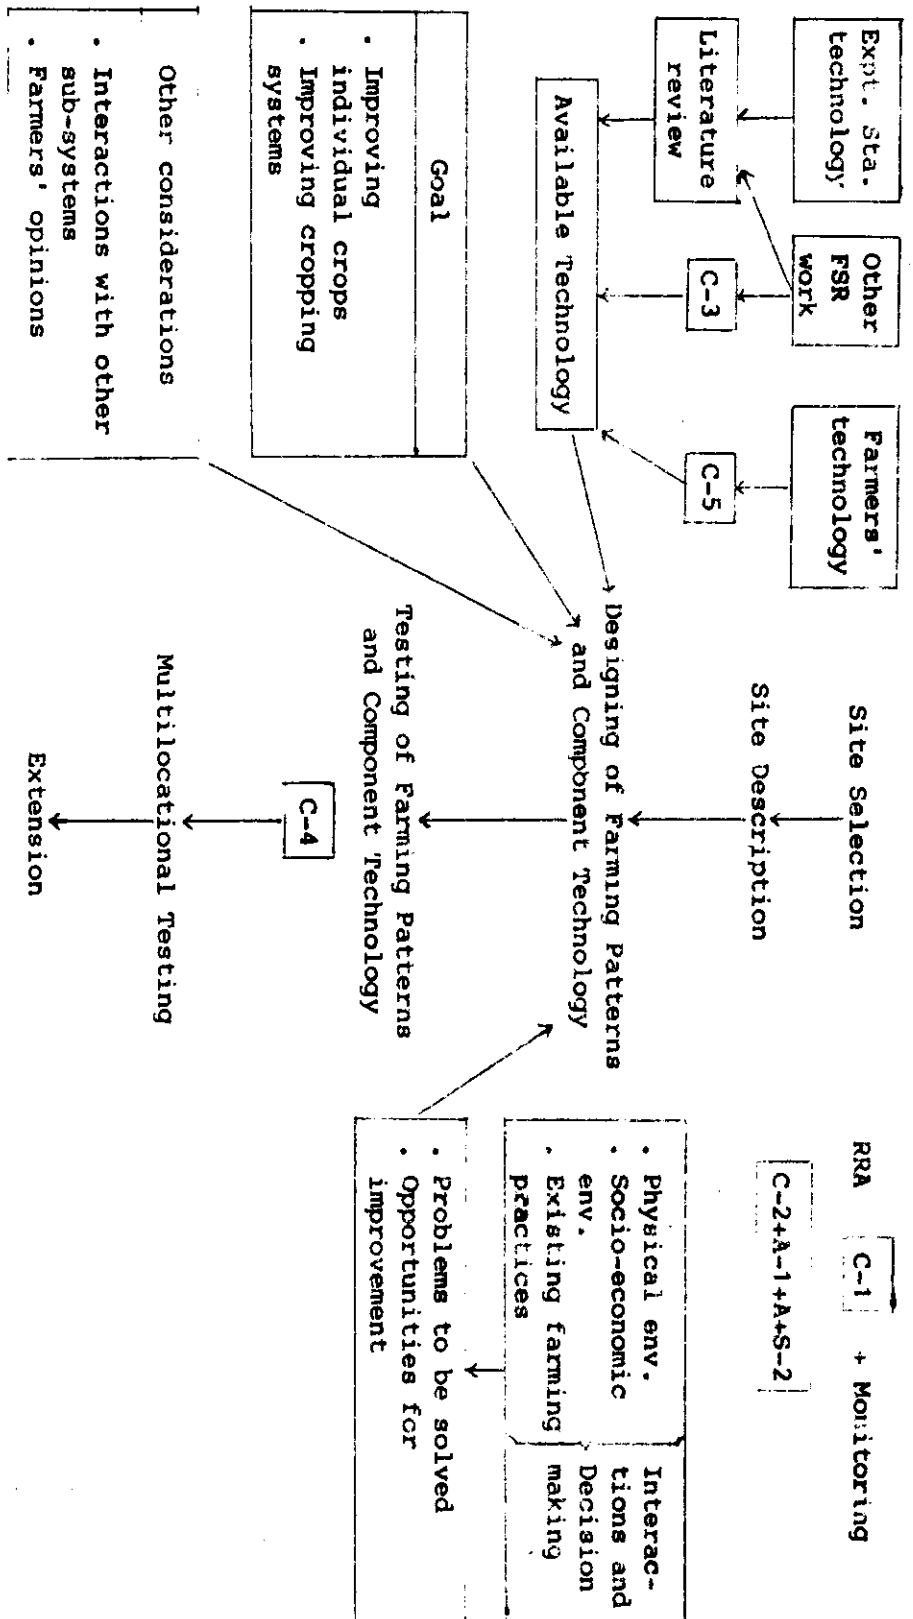 Expt. Sta.
technology
Other
FSR
work
Farmers'
technology
Literature
review
C-3
C-5
Available Technology
Goal
• Improving
individual crops
• Improving cropping
systems
Other considerations
• Interactions with other
sub-systems
• Farmers' opinions
Site Selection
Site Description
Designing of Farming Patterns
and Component Technology
Testing of Farming Patterns
and Component Technology
C-4
Multilocational Testing
Extension
RRA C-1 + Monitoring
C-2+A-1+A+S-2
• Physical env.
• Socio-economic
env.
• Existing farming
practices
Interac-
tions and
Decision
making
• Problems to be solved
• Opportunities for
improvement